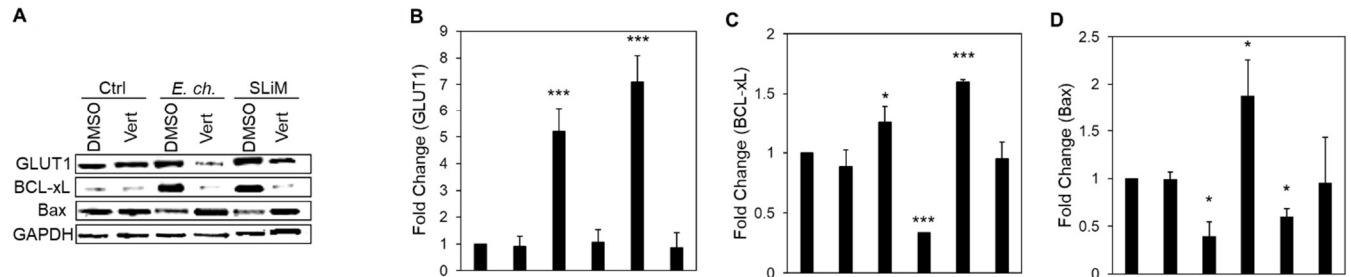 A
Ctrl E. ch. SLiM
DMSO Vert DMSO Vert DMSO Vert
GLUT1
BCL-xL
Bax
GAPDH
B
Fold Change (GLUT1)
9
8
7
6
5
4
3
2
1
0
***
***
C
Fold Change (BCL-xL)
2
1.5
1
0.5
0
*
***
***
D
Fold Change (Bax)
2.5
2
1.5
1
0.5
0
*
*
*